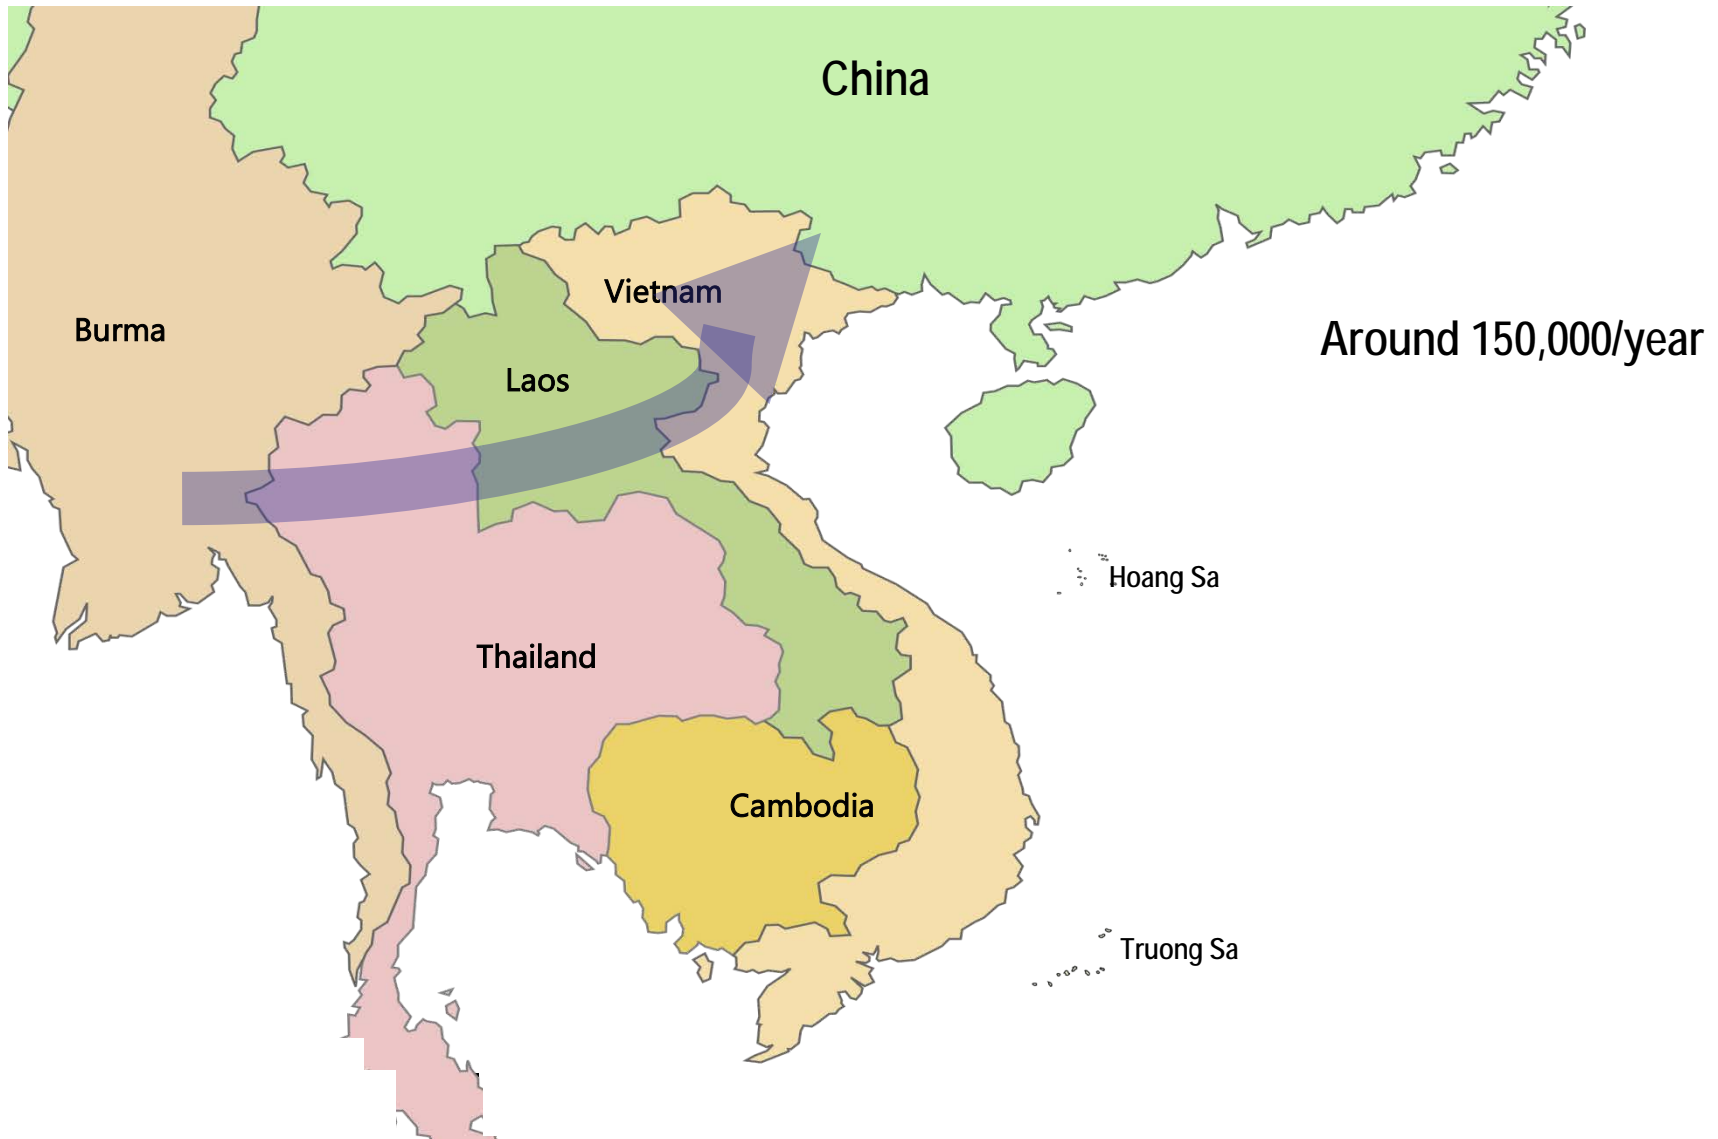 China
Vietnam
Burma
Around 150,000/year
Laos
Hoang Sa
Thailand
Cambodia
Truong Sa